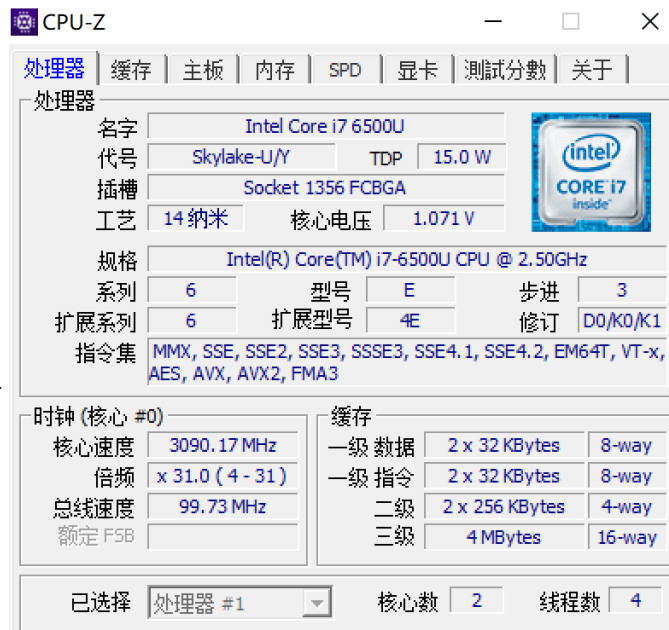 CPU-Z
处理器 缓存 主板 内存 SPD 显卡 测試分數 关于
处理器
名字 Intel Core i7 6500U
代号 Skylake-U/Y TDP 15.0 W
插槽 Socket 1356 FCBGA
工艺 14 纳米 核心电压 1.071 V
intel
CORE i7
inside
规格 Intel(R) Core(TM) i7-6500U CPU @ 2.50GHz
系列 6 型号 E 步进 3
扩展系列 6 扩展型号 4E 修订 D0/K0/K1
指令集 MMX, SSE, SSE2, SSE3, SSSE3, SSE4.1, SSE4.2, EM64T, VT-x,
AES, AVX, AVX2, FMA3
时钟 (核心 #0) 缓存
核心速度 3090.17 MHz 一级 数据 2 x 32 KBytes 8-way
倍频 x 31.0 ( 4 - 31 ) 一级 指令 2 x 32 KBytes 8-way
总线速度 99.73 MHz 二级 2 x 256 KBytes 4-way
额定 FSB 三级 4 MBytes 16-way
已选择 处理器 #1 核心数 2 线程数 4